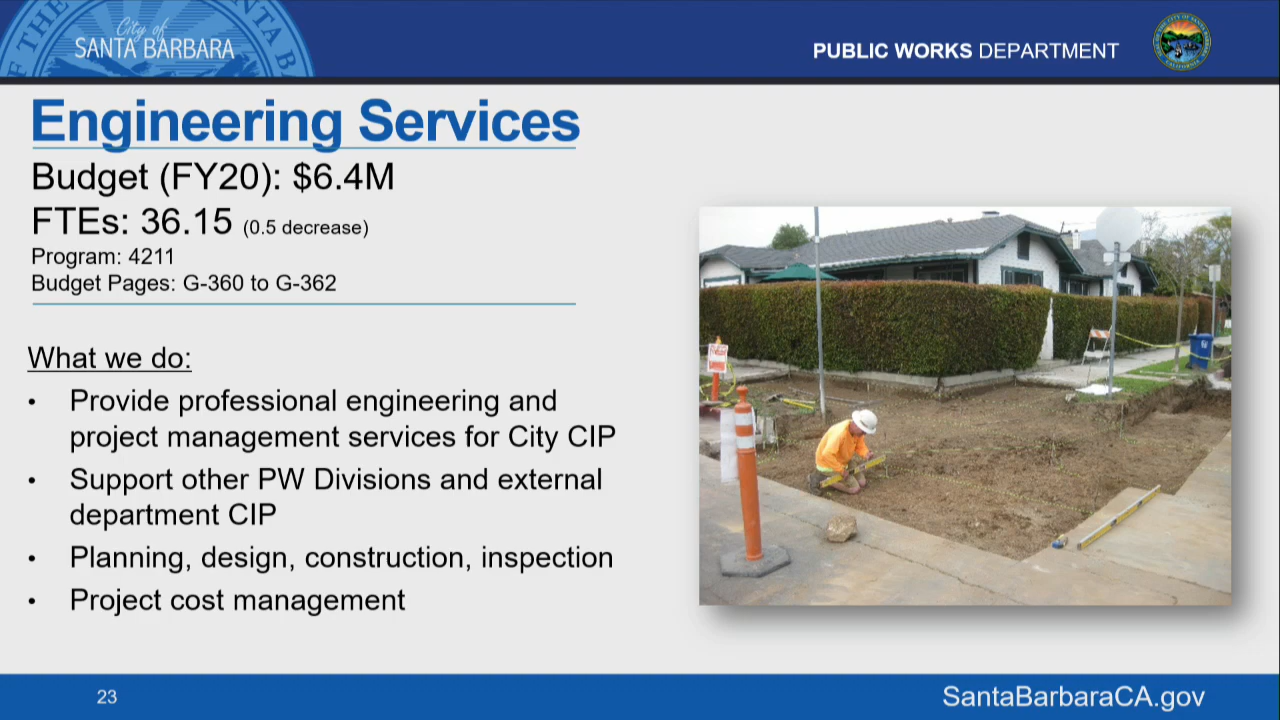 City of
SANTA BARBARA
PUBLIC WORKS DEPARTMENT
Engineering Services
Budget (FY20): $6.4M
FTEs: 36.15 (0.5 decrease)
Program: 4211
Budget Pages: G-360 to G-362
What we do:
• Provide professional engineering and
project management services for City CIP
• Support other PW Divisions and external
department CIP
• Planning, design, construction, inspection
• Project cost management
23
SantaBarbaraCA.gov